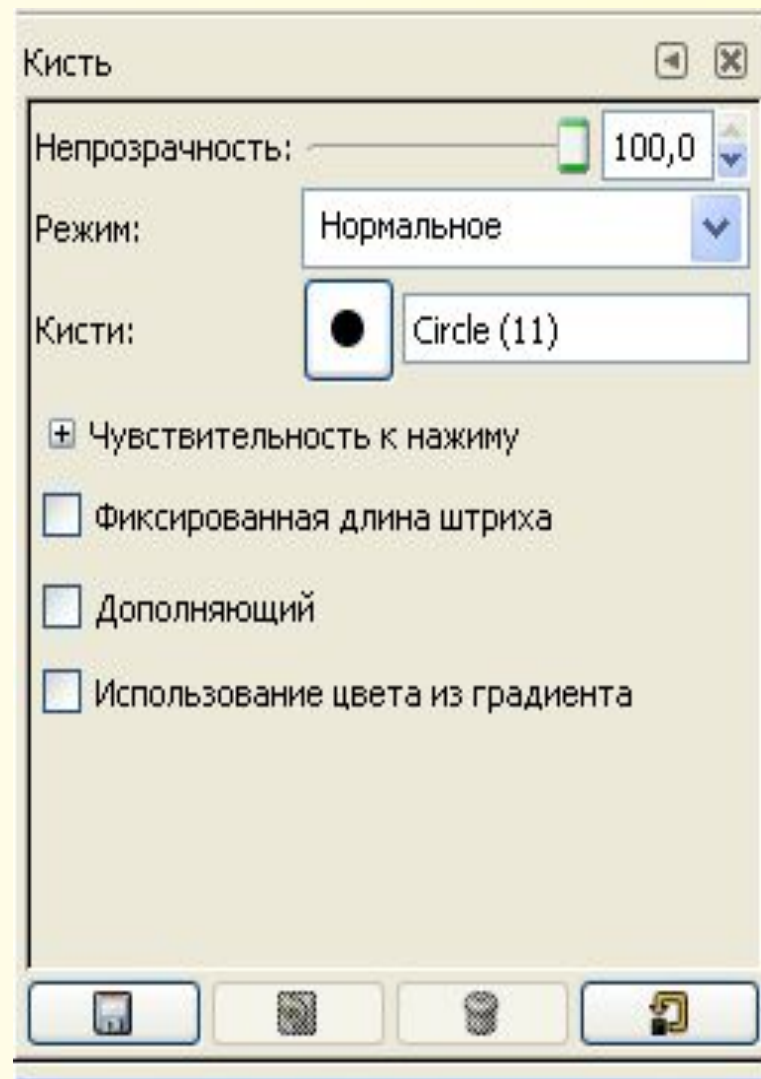 Кисть
Непрозрачность: 100,0
Режим: Нормальное
Кисти: Circle (11)
Чувствительность к нажиму
Фиксированная длина штриха
Дополняющий
Использование цвета из градиента